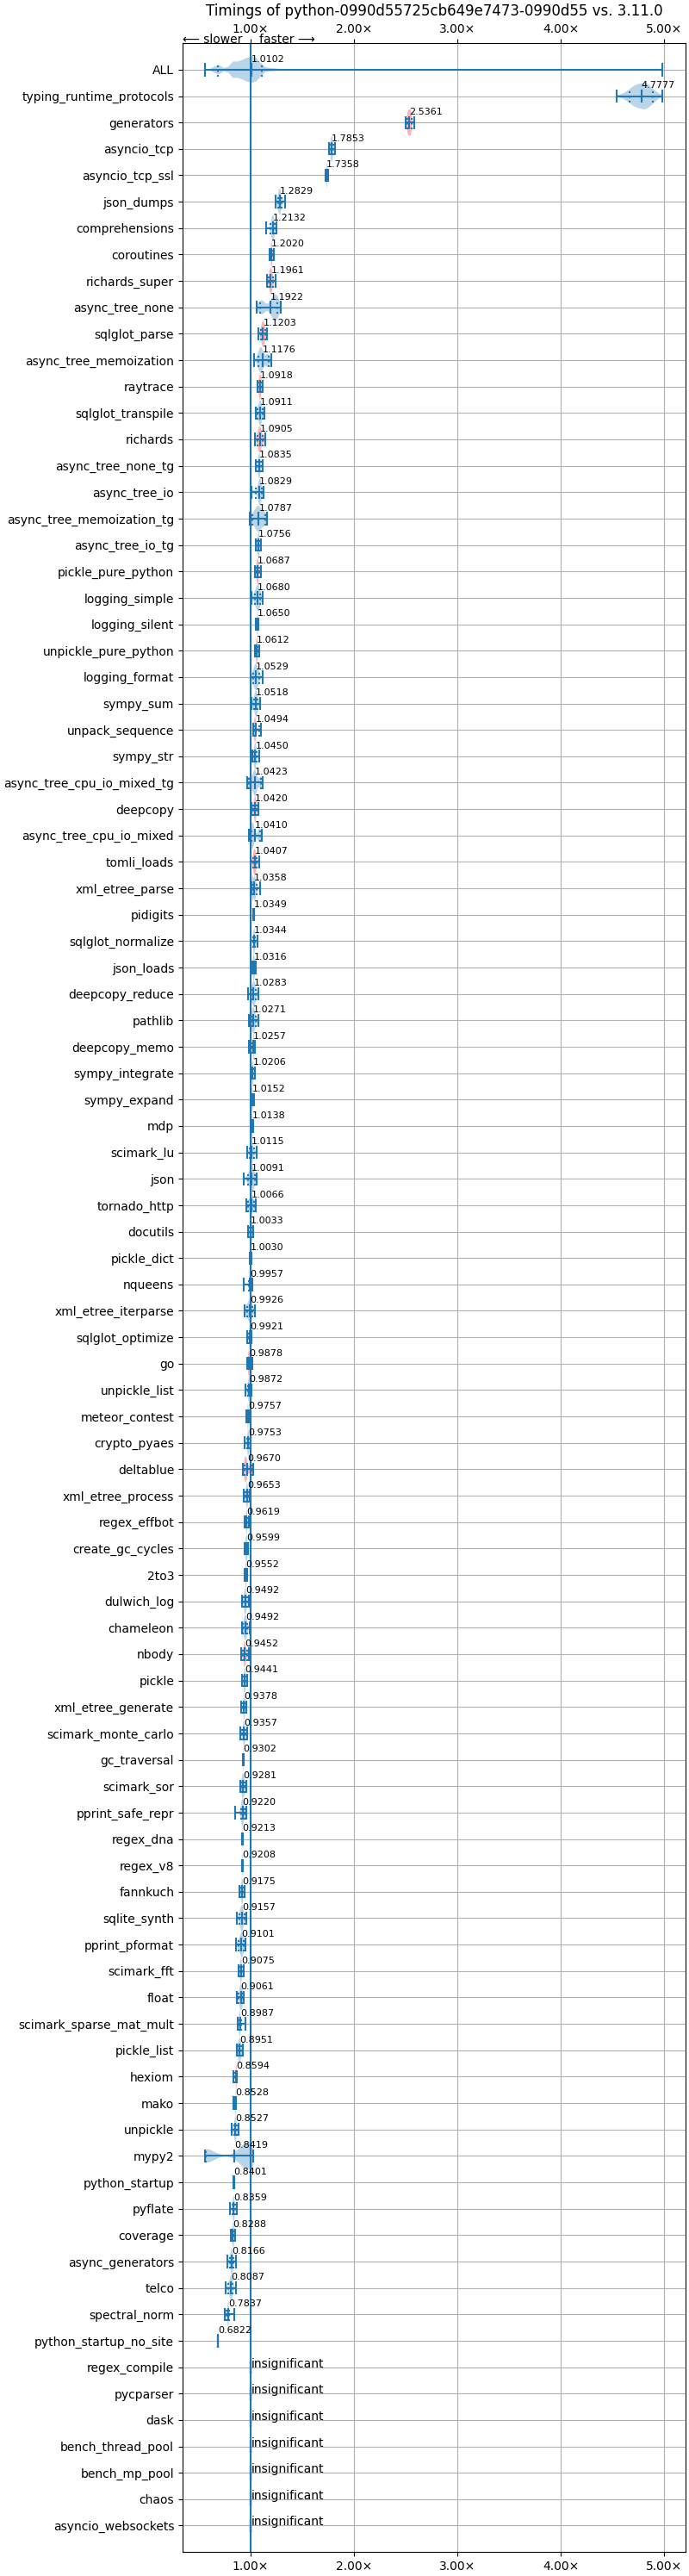 Timings of python-0990d55725cb649e7473-0990d55 vs. 3.11.0
1.00× 2.00× 3.00× 4.00× 5.00×
⟵ slower faster ⟶
ALL 1.0102
typing_runtime_protocols 4.7777
generators 2.5361
asyncio_tcp 1.7853
asyncio_tcp_ssl 1.7358
json_dumps 1.2829
comprehensions 1.2132
coroutines 1.2020
richards_super 1.1961
async_tree_none 1.1922
sqlglot_parse 1.1203
async_tree_memoization 1.1176
raytrace 1.0918
sqlglot_transpile 1.0911
richards 1.0905
async_tree_none_tg 1.0835
async_tree_io 1.0829
async_tree_memoization_tg 1.0787
async_tree_io_tg 1.0756
pickle_pure_python 1.0687
logging_simple 1.0680
logging_silent 1.0650
unpickle_pure_python 1.0612
logging_format 1.0529
sympy_sum 1.0518
unpack_sequence 1.0494
sympy_str 1.0450
async_tree_cpu_io_mixed_tg 1.0423
deepcopy 1.0420
async_tree_cpu_io_mixed 1.0410
tomli_loads 1.0407
xml_etree_parse 1.0358
pidigits 1.0349
sqlglot_normalize 1.0344
json_loads 1.0316
deepcopy_reduce 1.0283
pathlib 1.0271
deepcopy_memo 1.0257
sympy_integrate 1.0206
sympy_expand 1.0152
mdp 1.0138
scimark_lu 1.0115
json 1.0091
tornado_http 1.0066
docutils 1.0033
pickle_dict 1.0030
nqueens 0.9957
xml_etree_iterparse 0.9926
sqlglot_optimize 0.9921
go 0.9878
unpickle_list 0.9872
meteor_contest 0.9757
crypto_pyaes 0.9753
deltablue 0.9670
xml_etree_process 0.9653
regex_effbot 0.9619
create_gc_cycles 0.9599
2to3 0.9552
dulwich_log 0.9492
chameleon 0.9492
nbody 0.9452
pickle 0.9441
xml_etree_generate 0.9378
scimark_monte_carlo 0.9357
gc_traversal 0.9302
scimark_sor 0.9281
pprint_safe_repr 0.9220
regex_dna 0.9213
regex_v8 0.9208
fannkuch 0.9175
sqlite_synth 0.9157
pprint_pformat 0.9101
scimark_fft 0.9075
float 0.9061
scimark_sparse_mat_mult 0.8987
pickle_list 0.8951
hexiom 0.8594
mako 0.8528
unpickle 0.8527
mypy2 0.8419
python_startup 0.8401
pyflate 0.8359
coverage 0.8288
async_generators 0.8166
telco 0.8087
spectral_norm 0.7837
python_startup_no_site 0.6822
regex_compile insignificant
pycparser insignificant
dask insignificant
bench_thread_pool insignificant
bench_mp_pool insignificant
chaos insignificant
asyncio_websockets insignificant
1.00× 2.00× 3.00× 4.00× 5.00×